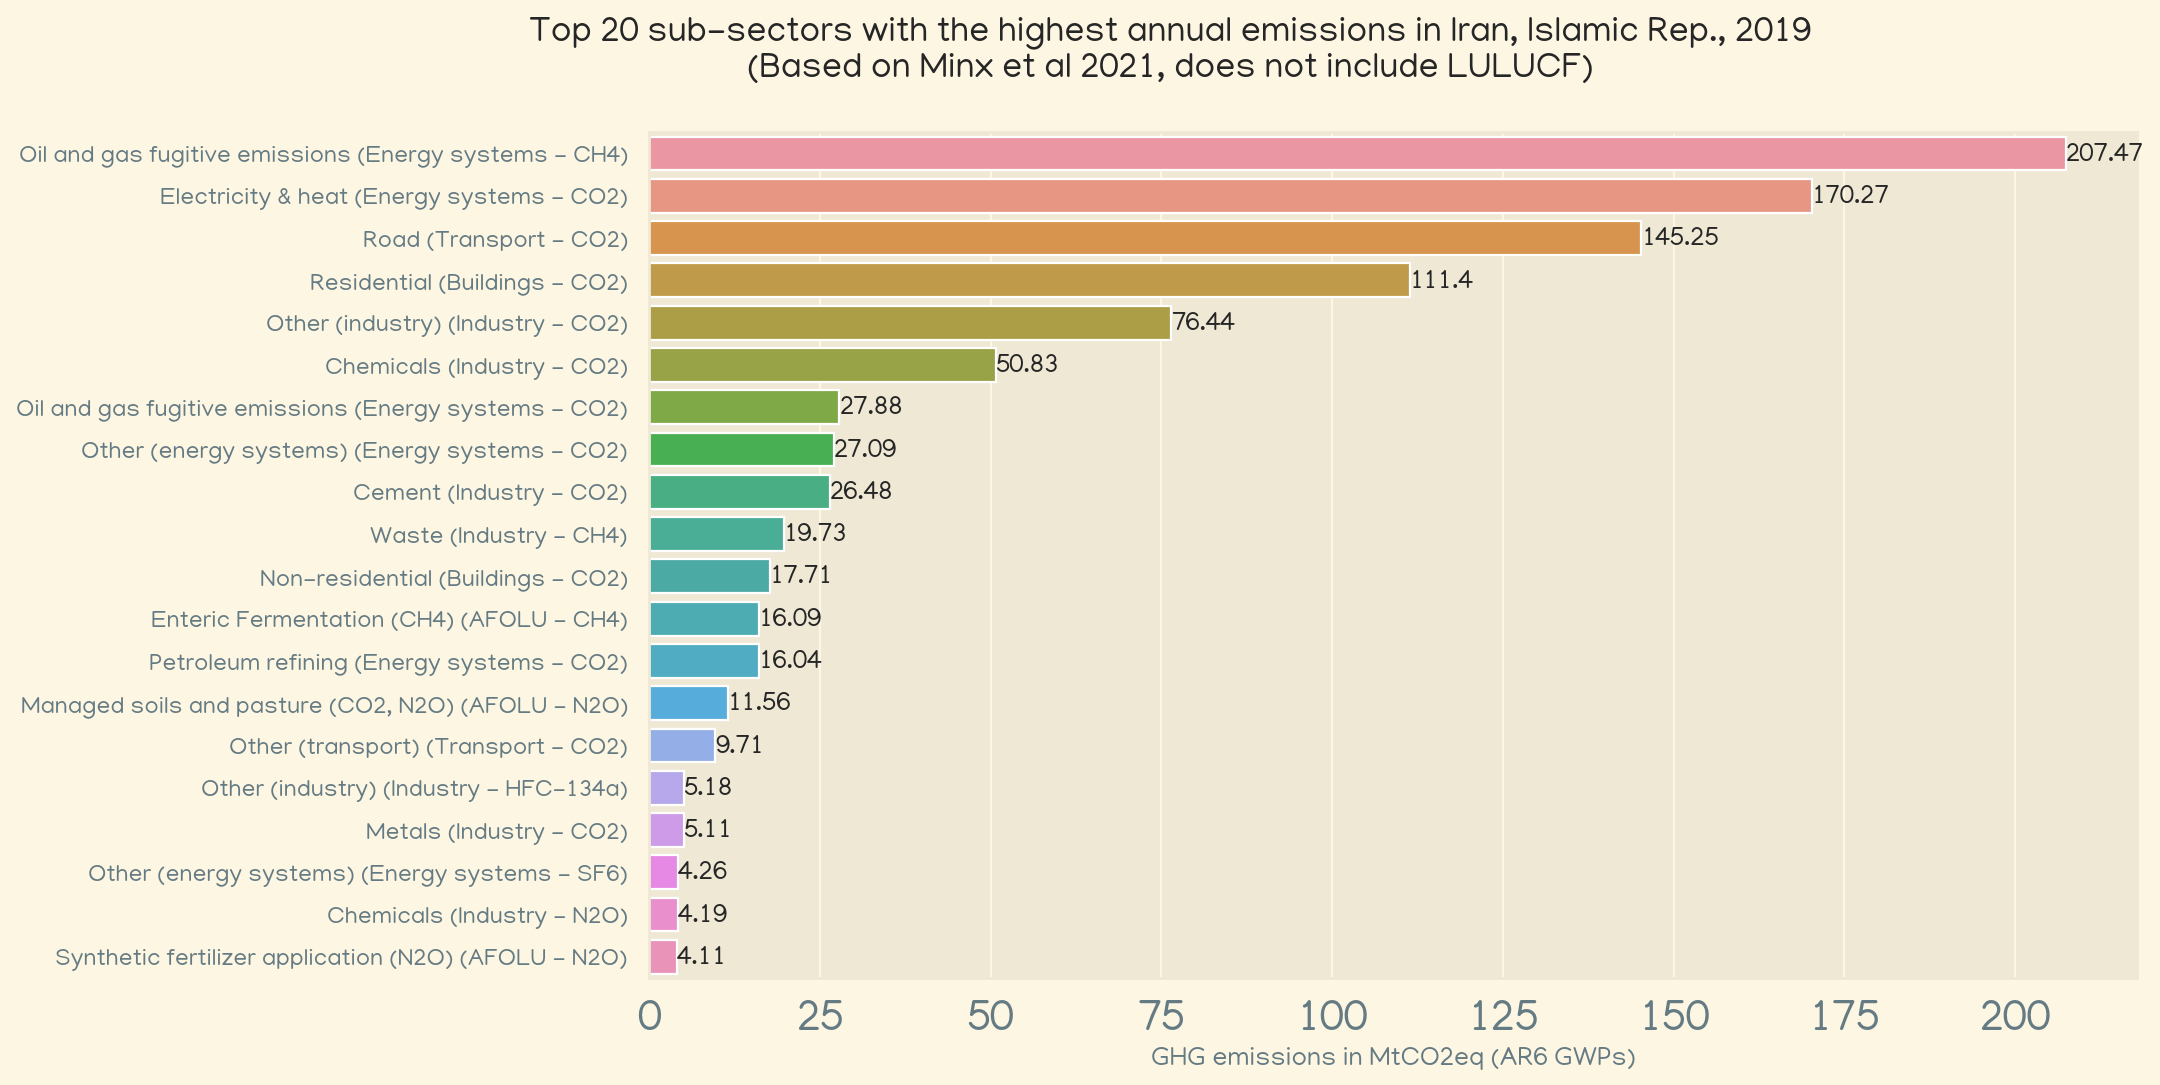 Top 20 sub-sectors with the highest annual emissions in Iran, Islamic Rep., 2019
(Based on Minx et al 2021, does not include LULUCF)
Oil and gas fugitive emissions (Energy systems - CH4) 207.47
Electricity & heat (Energy systems - CO2) 170.27
Road (Transport - CO2) 145.25
Residential (Buildings - CO2) 111.4
Other (industry) (Industry - CO2) 76.44
Chemicals (Industry - CO2) 50.83
Oil and gas fugitive emissions (Energy systems - CO2) 27.88
Other (energy systems) (Energy systems - CO2) 27.09
Cement (Industry - CO2) 26.48
Waste (Industry - CH4) 19.73
Non-residential (Buildings - CO2) 17.71
Enteric Fermentation (CH4) (AFOLU - CH4) 16.09
Petroleum refining (Energy systems - CO2) 16.04
Managed soils and pasture (CO2, N2O) (AFOLU - N2O) 11.56
Other (transport) (Transport - CO2) 9.71
Other (industry) (Industry - HFC-134a) 5.18
Metals (Industry - CO2) 5.11
Other (energy systems) (Energy systems - SF6) 4.26
Chemicals (Industry - N2O) 4.19
Synthetic fertilizer application (N2O) (AFOLU - N2O) 4.11
0 25 50 75 100 125 150 175 200
GHG emissions in MtCO2eq (AR6 GWPs)